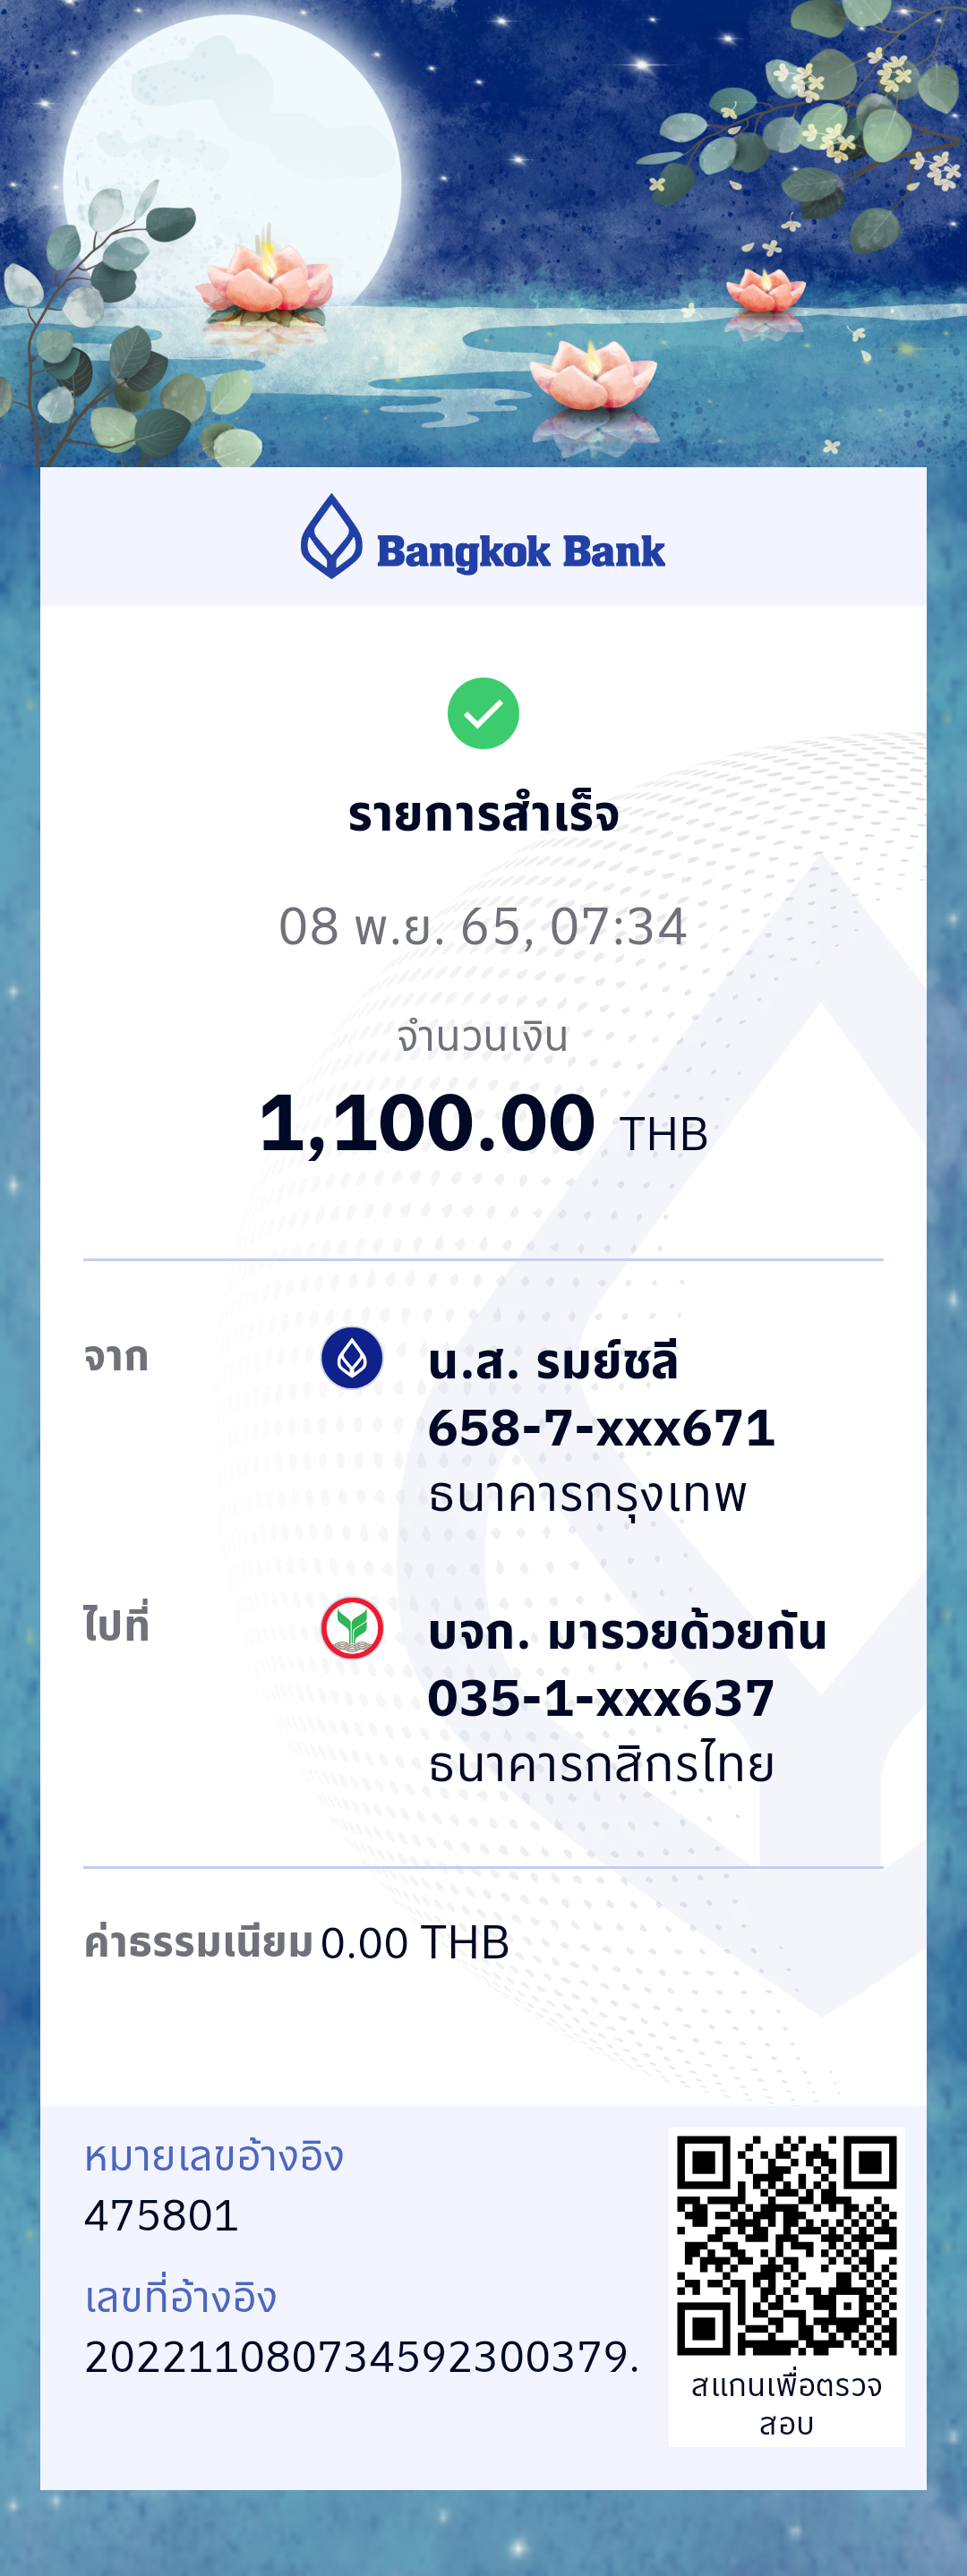 Bangkok Bank
รายการสำเร็จ
08 พ.ย. 65, 07:34
จำนวนเงิน
1,100.00 THB
จาก
น.ส. รมย์ชลี
658-7-xxx671
ธนาคารกรุงเทพ
ไปที่
บจก. มารวยด้วยกัน
035-1-xxx637
ธนาคารกสิกรไทย
ค่าธรรมเนียม 0.00 THB
หมายเลขอ้างอิง
475801
เลขที่อ้างอิง
202211080734592300379.
สแกนเพื่อตรวจ
สอบ